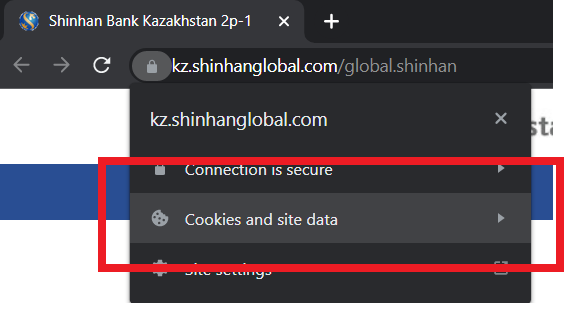 Shinhan Bank Kazakhstan 2p-1
kz.shinhanglobal.com/global.shinhan
kz.shinhanglobal.com
Connection is secure
Cookies and site data
Site settings